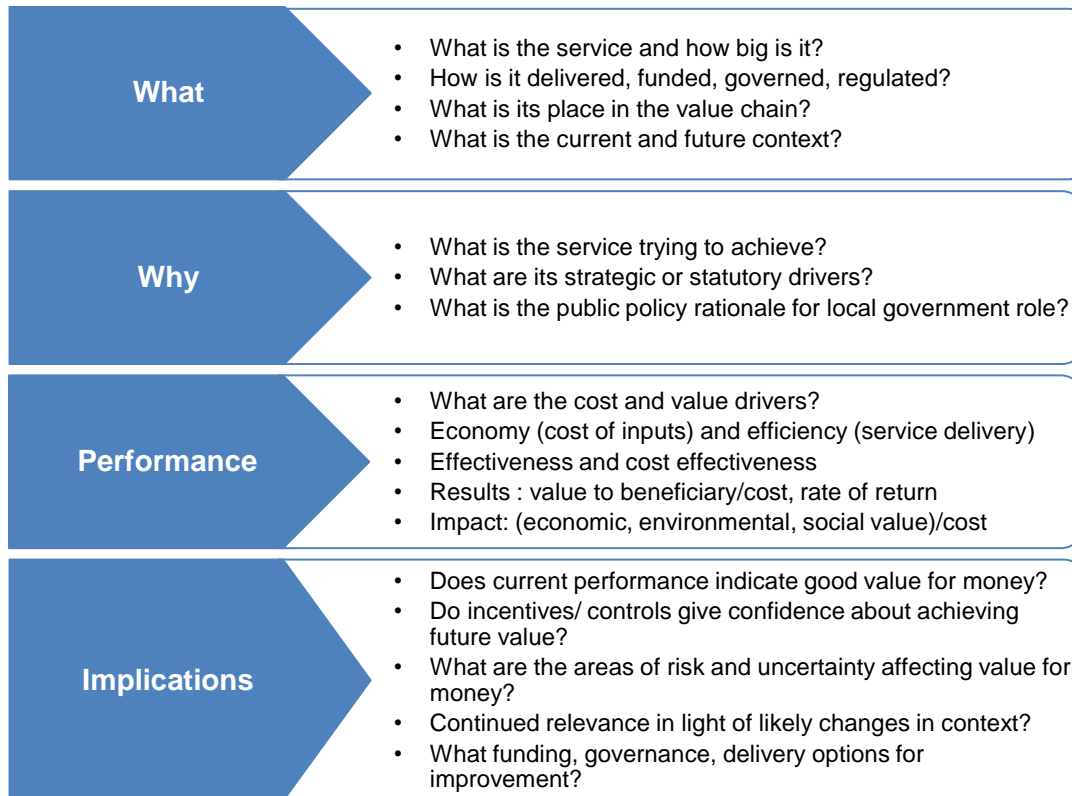 What
• What is the service and how big is it?
• How is it delivered, funded, governed, regulated?
• What is its place in the value chain?
• What is the current and future context?
Why
• What is the service trying to achieve?
• What are its strategic or statutory drivers?
• What is the public policy rationale for local government role?
Performance
• What are the cost and value drivers?
• Economy (cost of inputs) and efficiency (service delivery)
• Effectiveness and cost effectiveness
• Results : value to beneficiary/cost, rate of return
• Impact: (economic, environmental, social value)/cost
Implications
• Does current performance indicate good value for money?
• Do incentives/ controls give confidence about achieving
future value?
• What are the areas of risk and uncertainty affecting value for
money?
• Continued relevance in light of likely changes in context?
• What funding, governance, delivery options for
improvement?